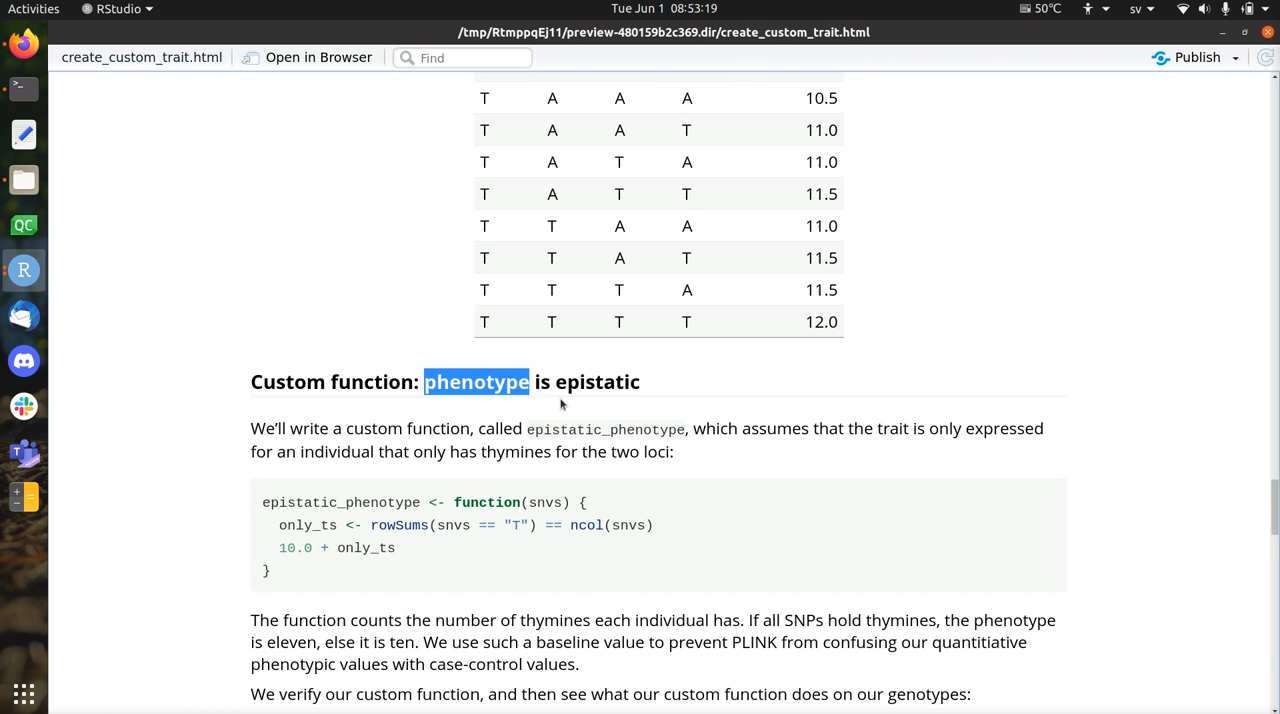 Activities RStudio Tue Jun 1 08:53:19 50°C sv
/tmp/RtmppqEj11/preview-480159b2c369.dir/create_custom_trait.html
create_custom_trait.html Open in Browser Find Publish
T A A A 10.5
T A A T 11.0
T A T A 11.0
T A T T 11.5
T T A A 11.0
T T A T 11.5
T T T A 11.5
T T T T 12.0
QC
R
Custom function: phenotype is epistatic
We’ll write a custom function, called epistatic_phenotype, which assumes that the trait is only expressed
for an individual that only has thymines for the two loci:
epistatic_phenotype <- function(snvs) {
only_ts <- rowSums(snvs == "T") == ncol(snvs)
10.0 + only_ts
}
The function counts the number of thymines each individual has. If all SNPs hold thymines, the phenotype
is eleven, else it is ten. We use such a baseline value to prevent PLINK from confusing our quantitiative
phenotypic values with case-control values.
We verify our custom function, and then see what our custom function does on our genotypes: